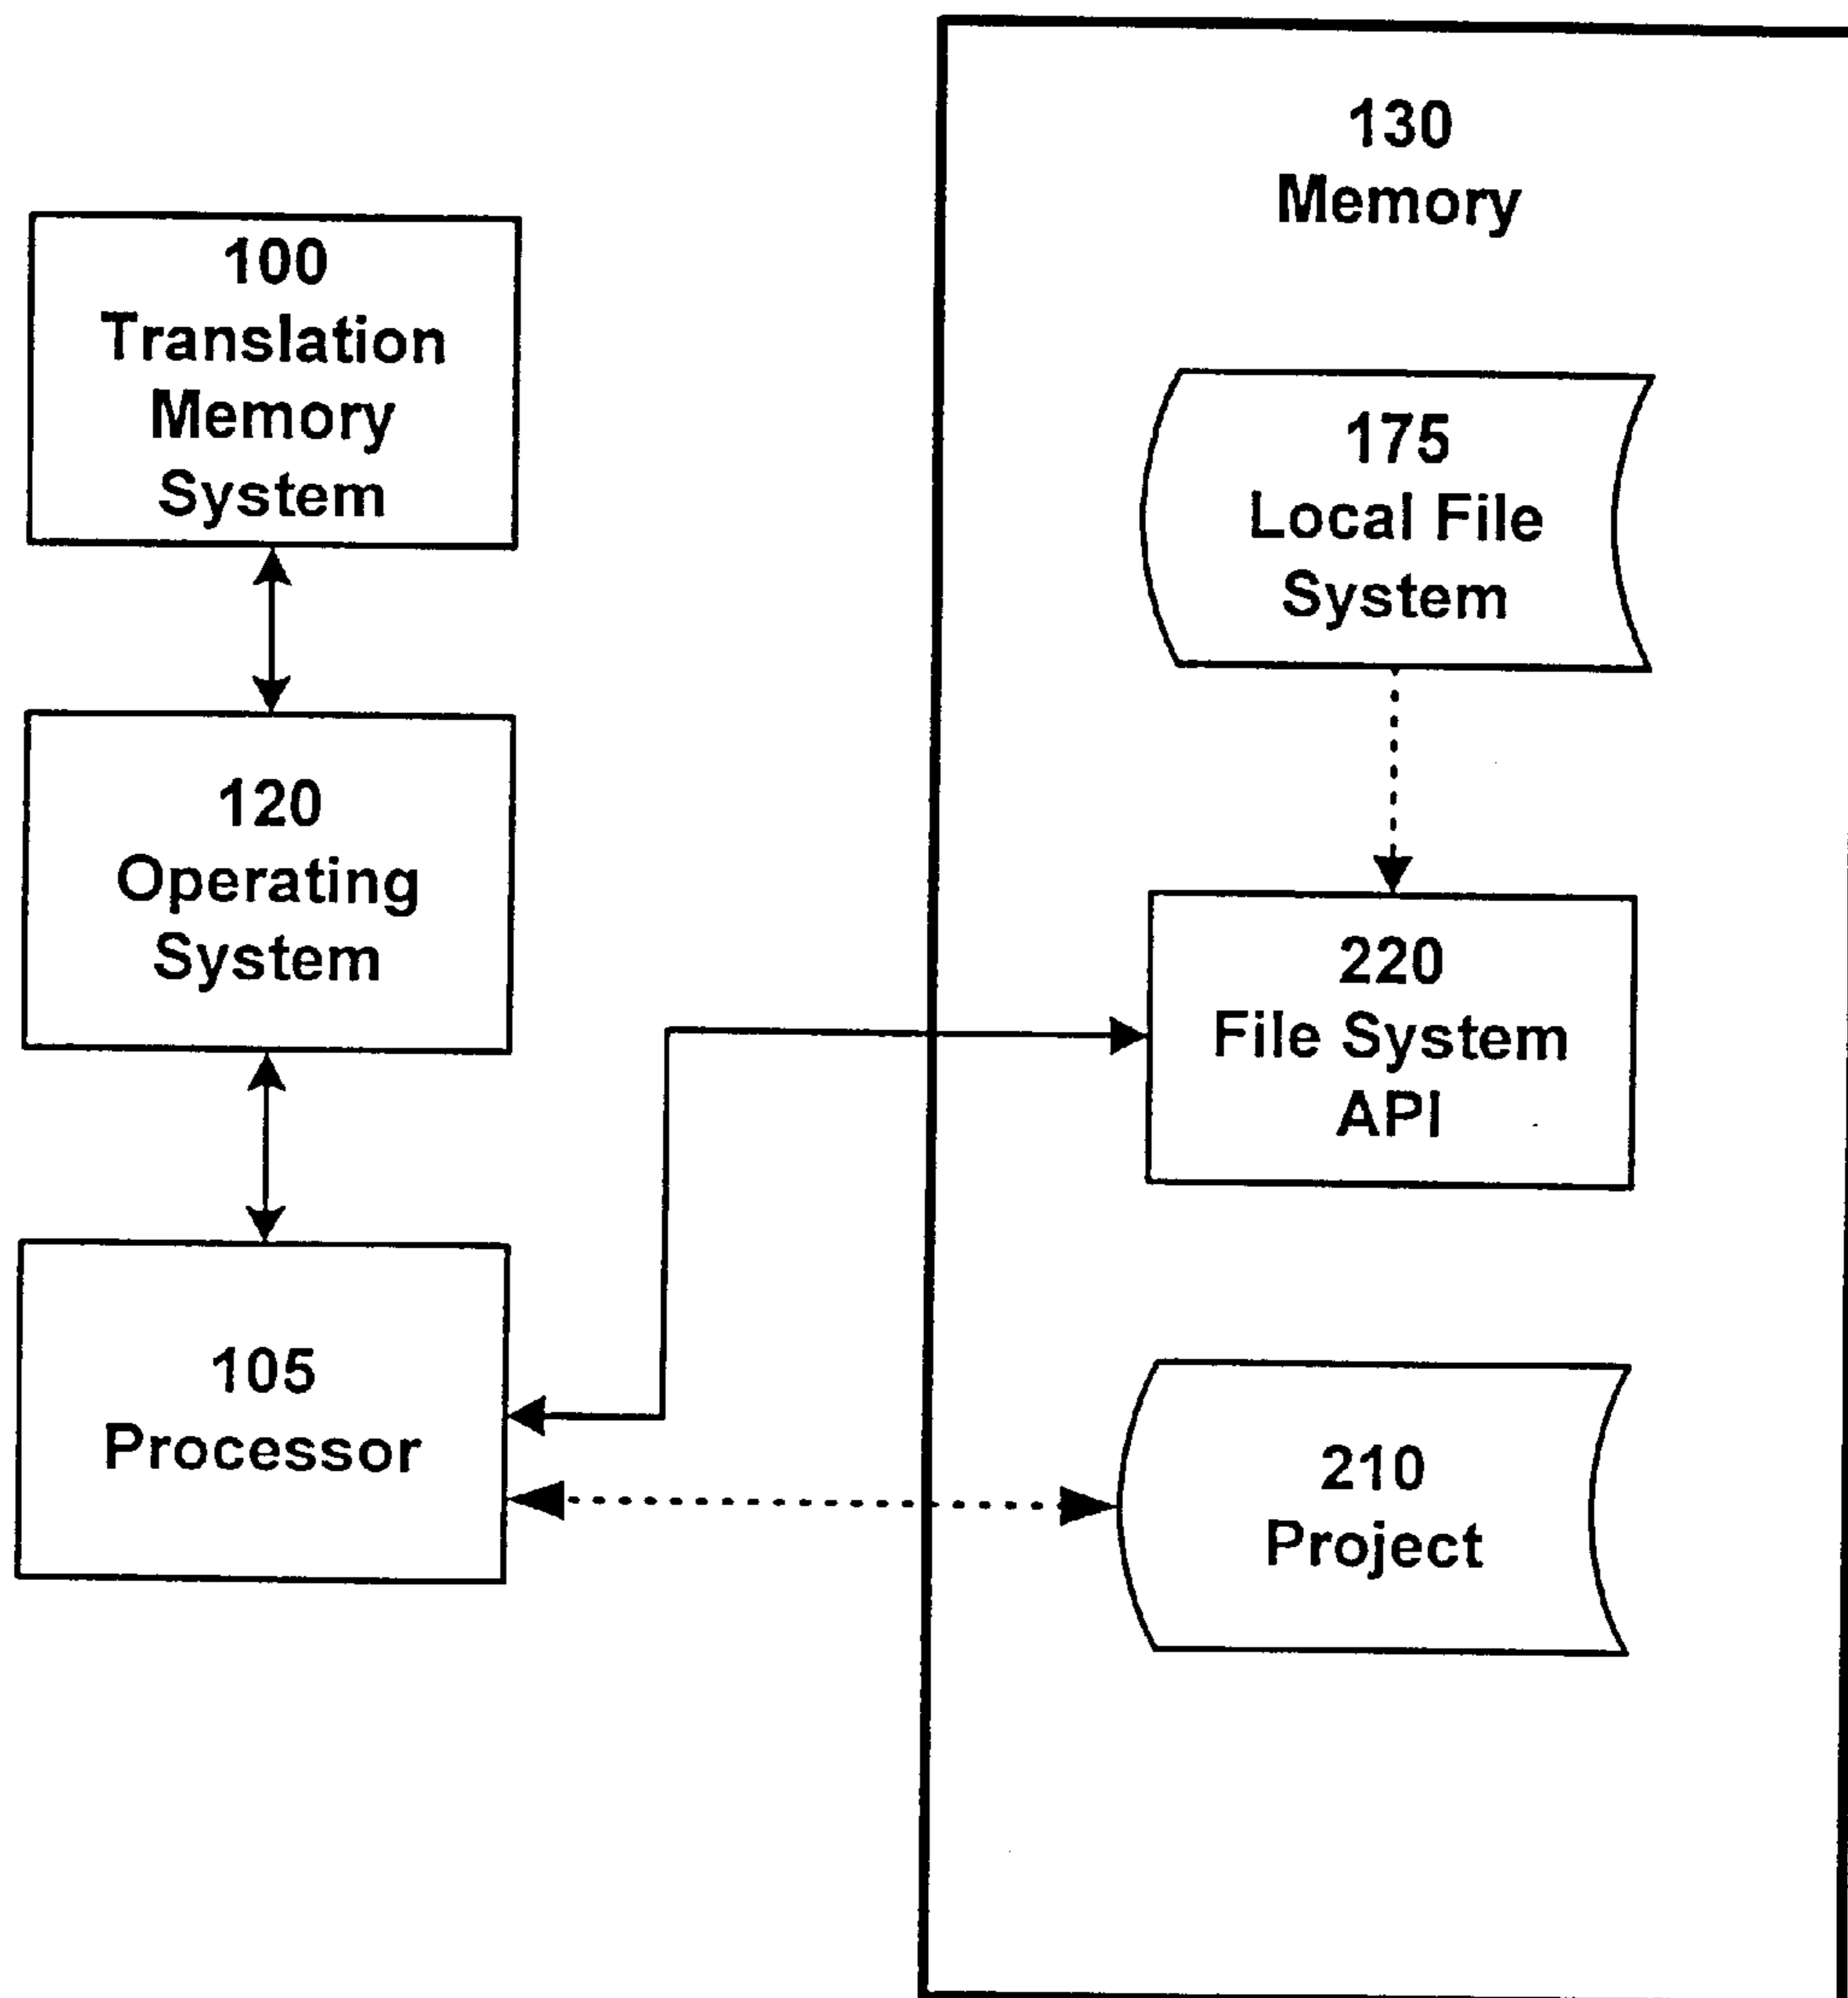 130
Memory
100
Translation
Memory
System
175
Local File
System
120
Operating
System
220
File System
API
105
Processor
210
Project